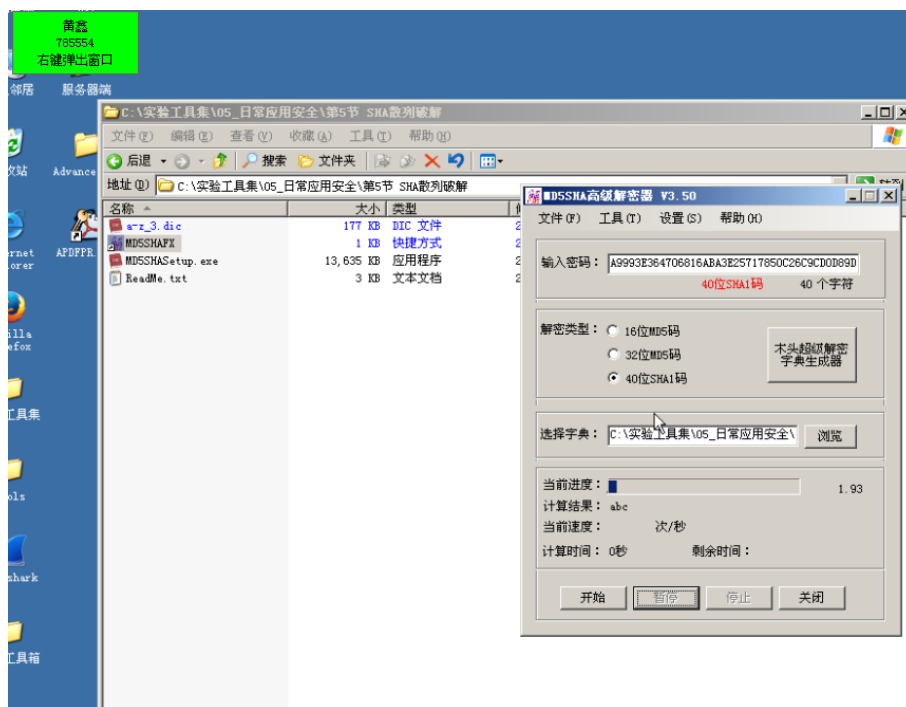 黄鑫
785554
右键弹出窗口
邻居 服务器端
C:\实验工具集\05_日常应用安全\第5节 SHA散列破解
文件(F) 编辑(E) 查看(V) 收藏(A) 工具(T) 帮助(H)
后退 搜索 文件夹
地址(D) C:\实验工具集\05_日常应用安全\第5节 SHA散列破解
名称 大小 类型
a-z_3.dic 177 KB DIC 文件 2
MD5SHAFX 1 KB 快捷方式 2
MD5SHASetup.exe 13,635 KB 应用程序 2
ReadMe.txt 3 KB 文本文档 2
收站 Advance
ernet APDFPR
orer
illa
efox
工具集
ols
shark
工具箱
MD5SHA高级解密器 V3.50
文件(F) 工具(T) 设置(S) 帮助(H)
输入密码： A9993E364706816ABA3E25717850C26C9CD0D89D
40位SHA1码 40 个字符
解密类型： 16位MD5码
32位MD5码
40位SHA1码
木头超级解密
字典生成器
选择字典： C:\实验工具集\05_日常应用安全\ 浏览
当前进度： 1.93
计算结果： abc
当前速度： 次/秒
计算时间： 0秒 剩余时间：
开始 暂停 停止 关闭